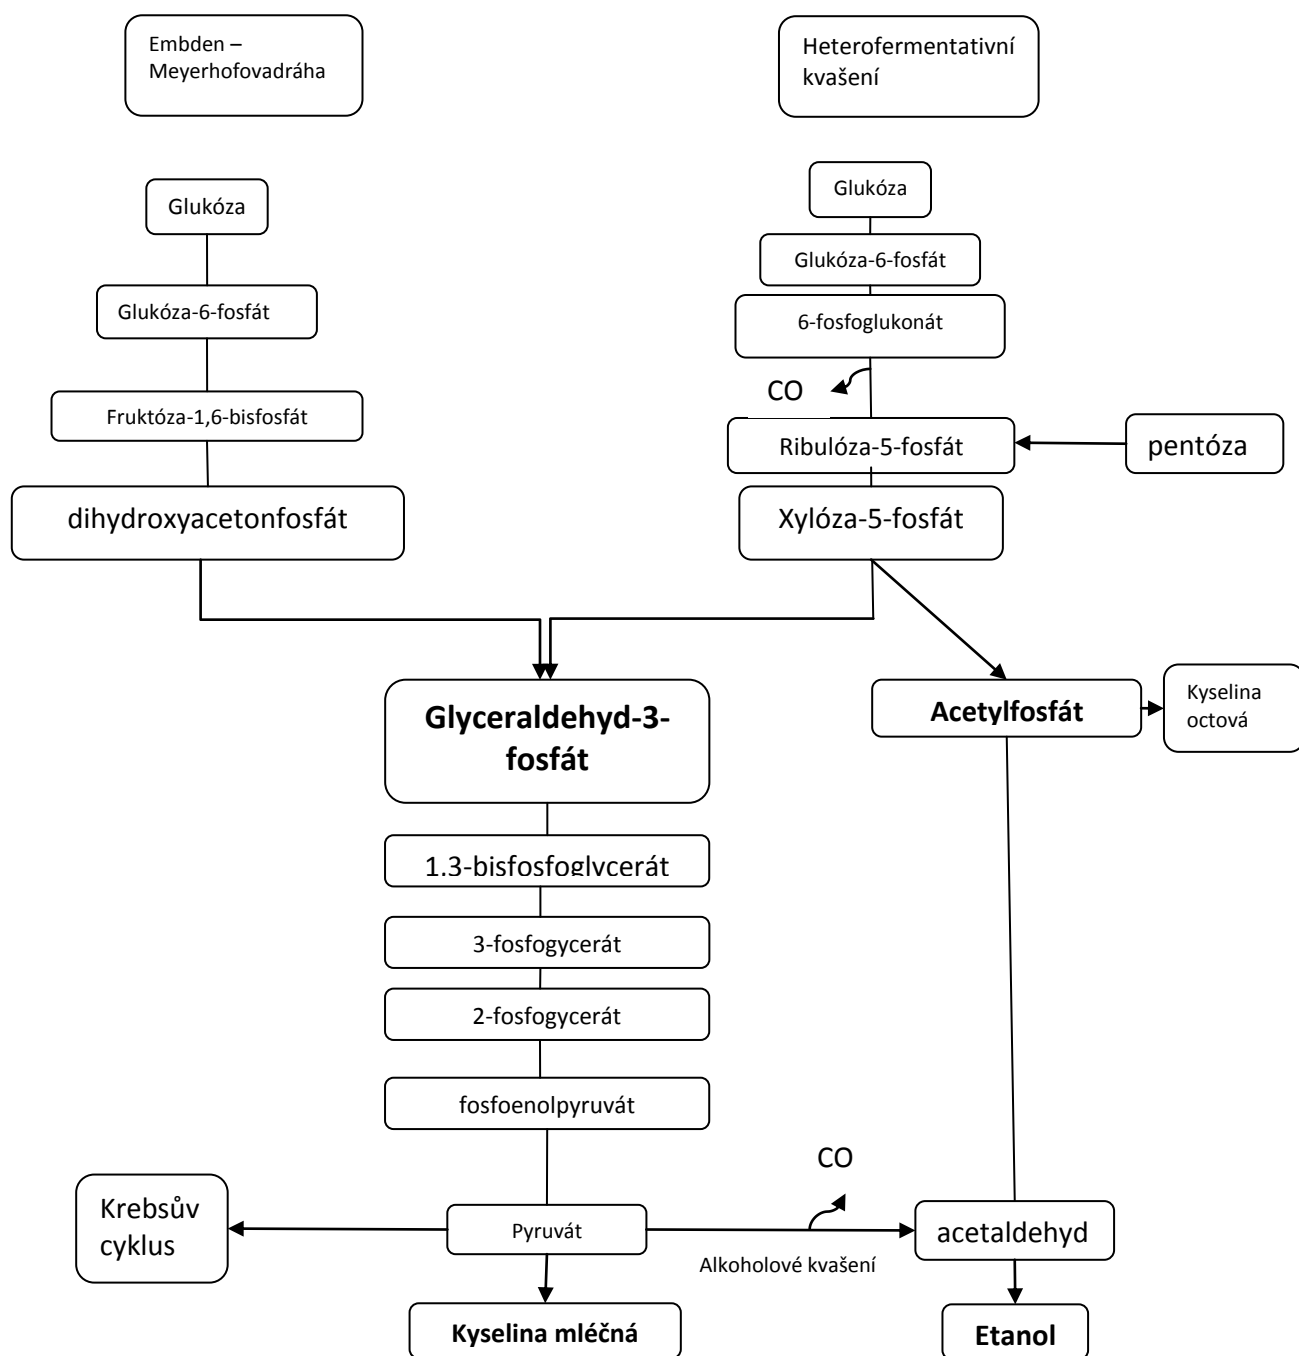 Embden –
Meyerhofovadráha
Heterofermentativní
kvašení
Glukóza
Glukóza
Glukóza-6-fosfát
Glukóza-6-fosfát
6-fosfoglukonát
CO
Fruktóza-1,6-bisfosfát
Ribulóza-5-fosfát
pentóza
dihydroxyacetonfosfát
Xylóza-5-fosfát
Glyceraldehyd-3-
fosfát
Acetylfosfát
Kyselina
octová
1.3-bisfosfoglycerát
3-fosfogycerát
2-fosfogycerát
fosfoenolpyruvát
CO
Krebsův
cyklus
Pyruvát
acetaldehyd
Alkoholové kvašení
Kyselina mléčná
Etanol